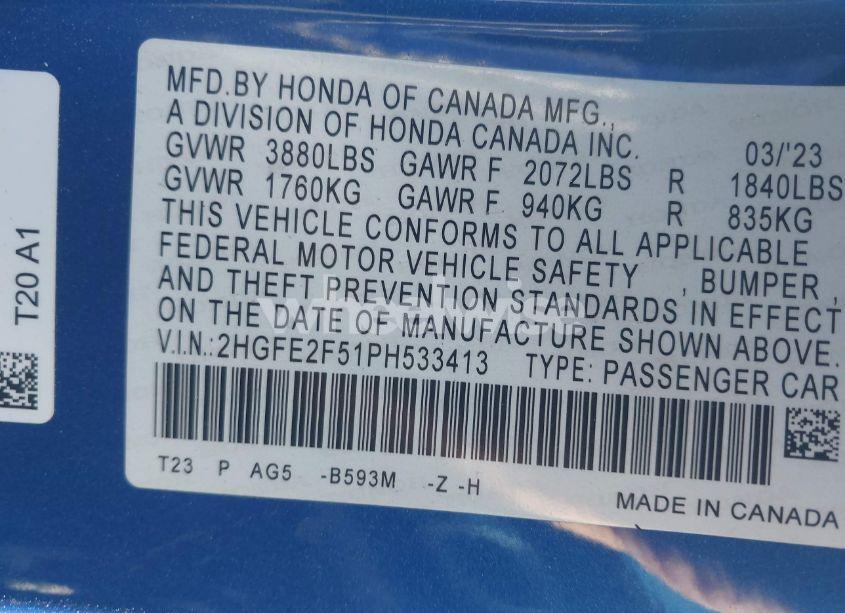 MFD.BY HONDA OF CANADA MFG.,
A DIVISION OF HONDA CANADA INC. 03/'23
GVWR 3880LBS GAWR F 2072LBS R 1840LBS
GVWR 1760KG GAWR F 940KG R 835KG
THIS VEHICLE CONFORMS TO ALL APPLICABLE
FEDERAL MOTOR VEHICLE SAFETY , BUMPER ,
AND THEFT PREVENTION STANDARDS IN EFFECT
ON THE DATE OF MANUFACTURE SHOWN ABOVE.
V.I.N.:2HGFE2F51PH533413 TYPE: PASSENGER CAR
T23 P AG5 -B593M -Z -H
MADE IN CANADA
T20 A1